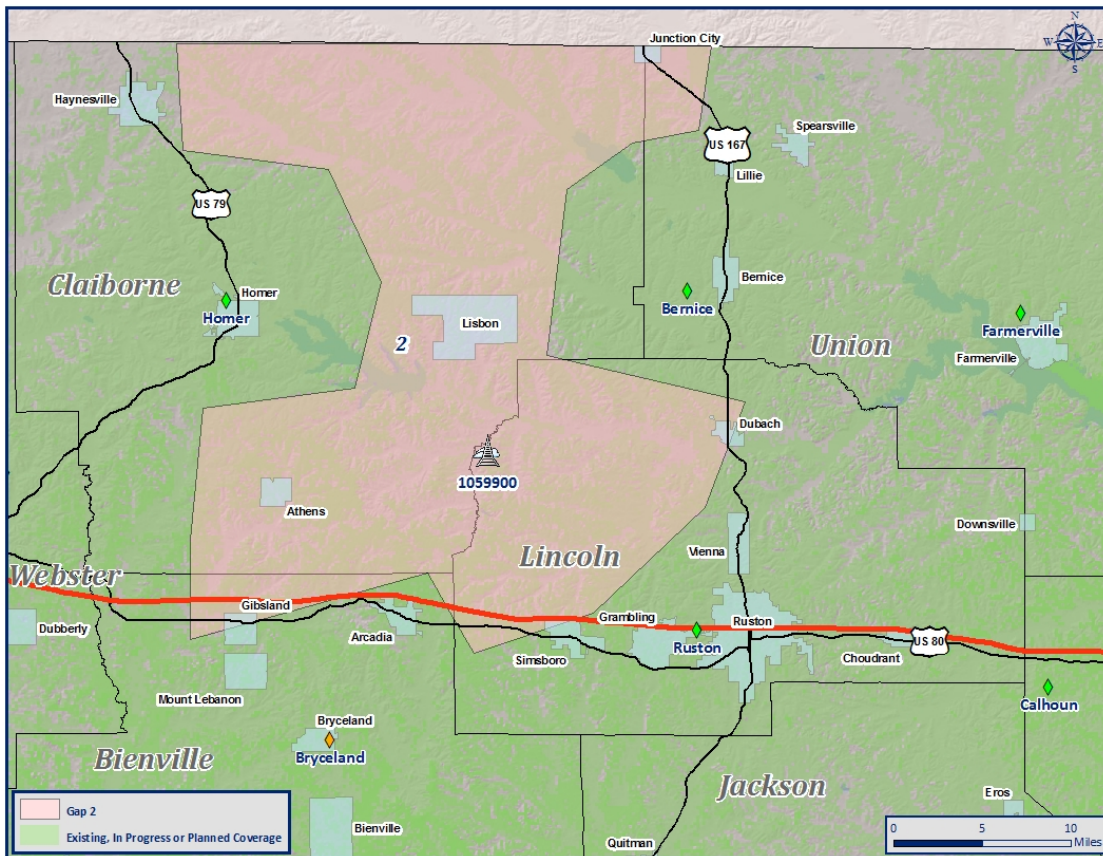 N
W E
S
Junction City
Haynesville
Spearsville
US 167
Lillie
US 79
Claiborne
Homer
Homer
Bernice
Bernice
Lisbon
2
Union
Farmerville
Farmerville
Dubach
1059900
Athens
Downsville
Vienna
Lincoln
Webster
Gibsland
Grambling
Ruston
Dubberly
Arcadia
Simsboro
Ruston
Choudrant
US 80
Mount Lebanon
Calhoun
Bryceland
Bryceland
Bienville
Jackson
Eros
Gap 2
Existing, In Progress or Planned Coverage
Bienville
Quitman
0 5 10
Miles